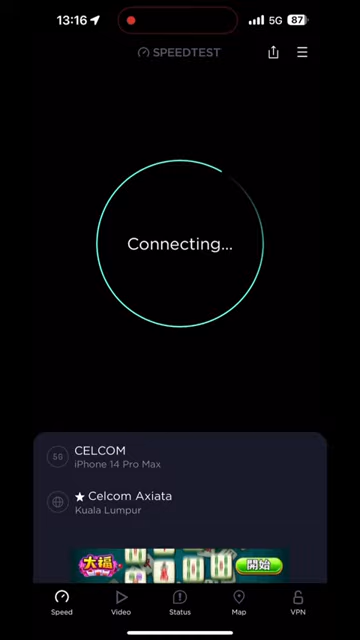 13:16 5G 87
SPEEDTEST
Connecting...
5G CELCOM
iPhone 14 Pro Max
Celcom Axiata
Kuala Lumpur
大福 開始
Speed Video Status Map VPN